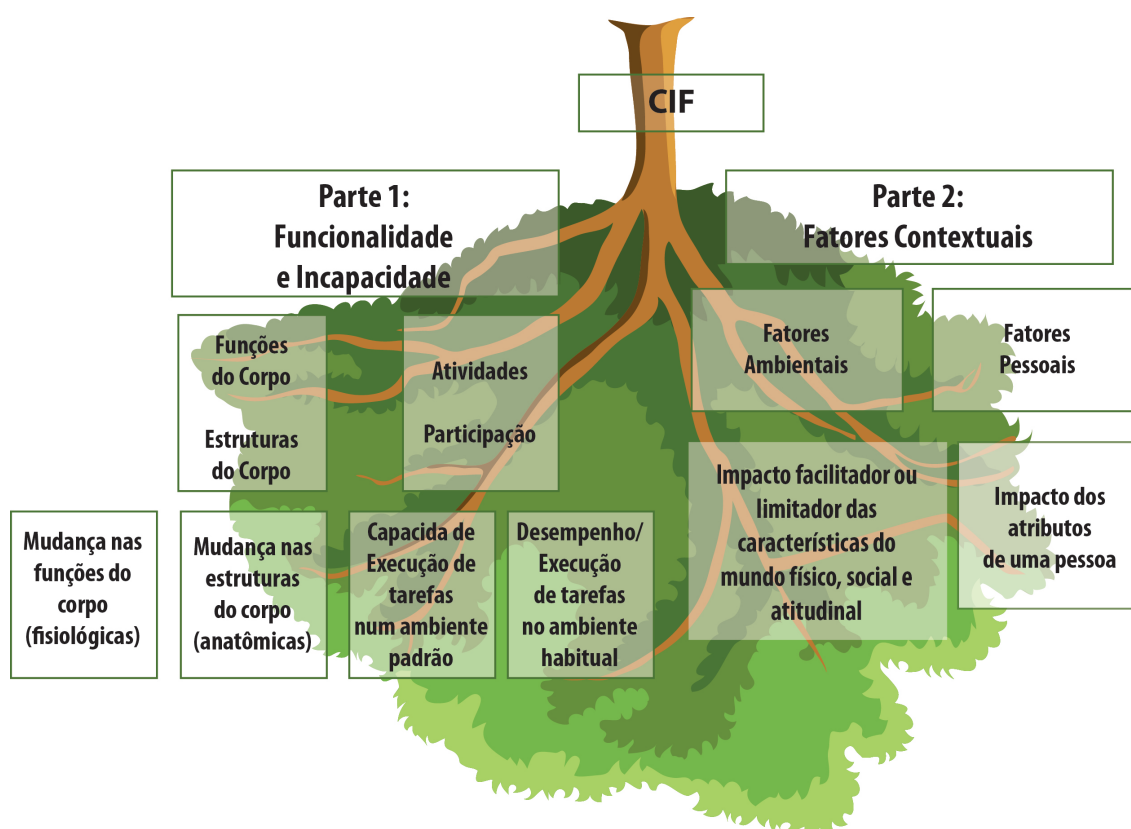 CIF
Parte 1:
Funcionalidade
e Incapacidade
Parte 2:
Fatores Contextuais
Funções
do Corpo
Estruturas
do Corpo
Atividades
Participação
Fatores
Ambientais
Fatores
Pessoais
Mudança nas
funções do
corpo
(fisiológicas)
Mudança nas
estruturas
do corpo
(anatômicas)
Capacida de
Execução de
tarefas
num ambiente
padrão
Desempenho/
Execução
de tarefas
no ambiente
habitual
Impacto facilitador ou
limitador das
características do
mundo físico, social e
atitudinal
Impacto dos
atributos
de uma pessoa